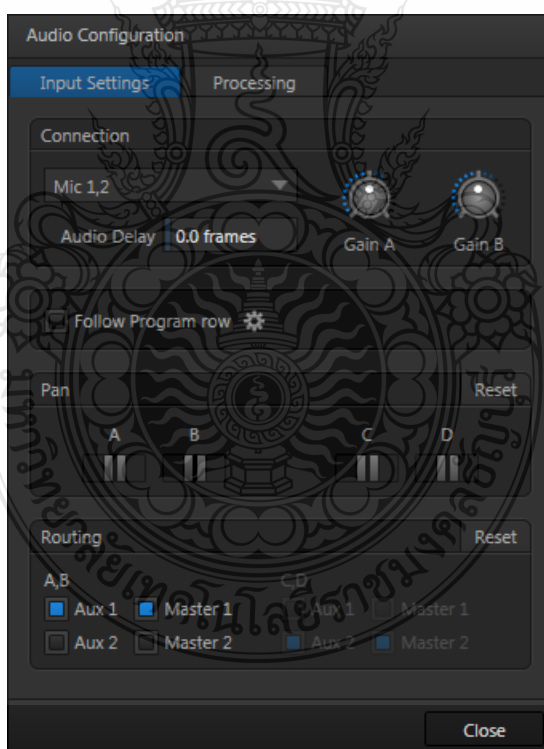 Audio Configuration
Input Settings Processing
Connection
Mic 1,2
Audio Delay 0.0 frames Gain A Gain B
Follow Program row
Pan Reset
A B C D
Routing Reset
A,B C,D
Aux 1 Master 1 Aux 1 Master 1
Aux 2 Master 2 Aux 2 Master 2
Close